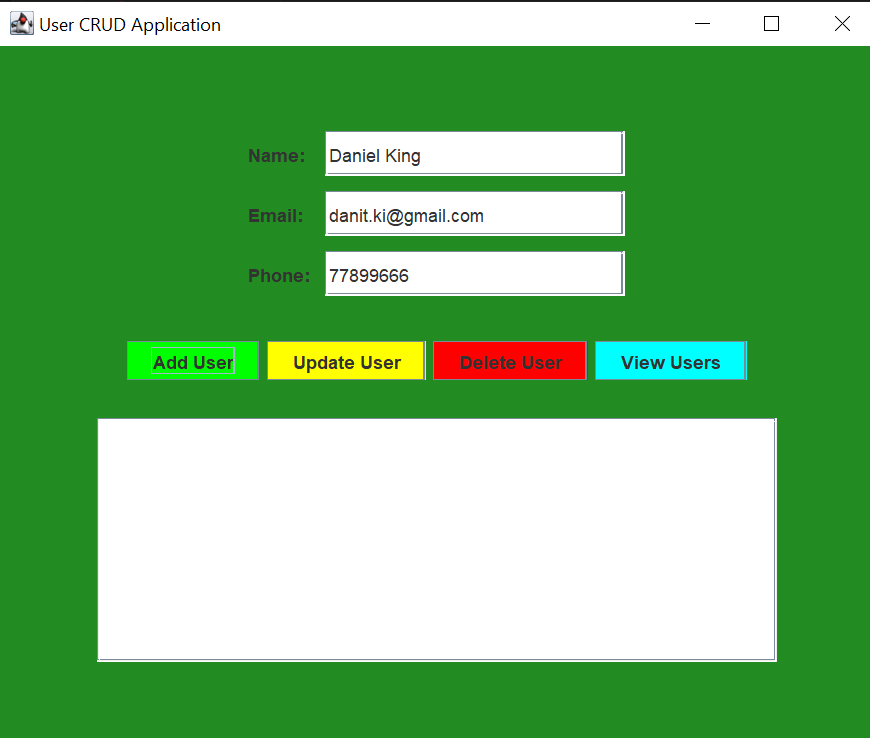 User CRUD Application
Name: Daniel King
Email: danit.ki@gmail.com
Phone: 77899666
Add User Update User Delete User View Users